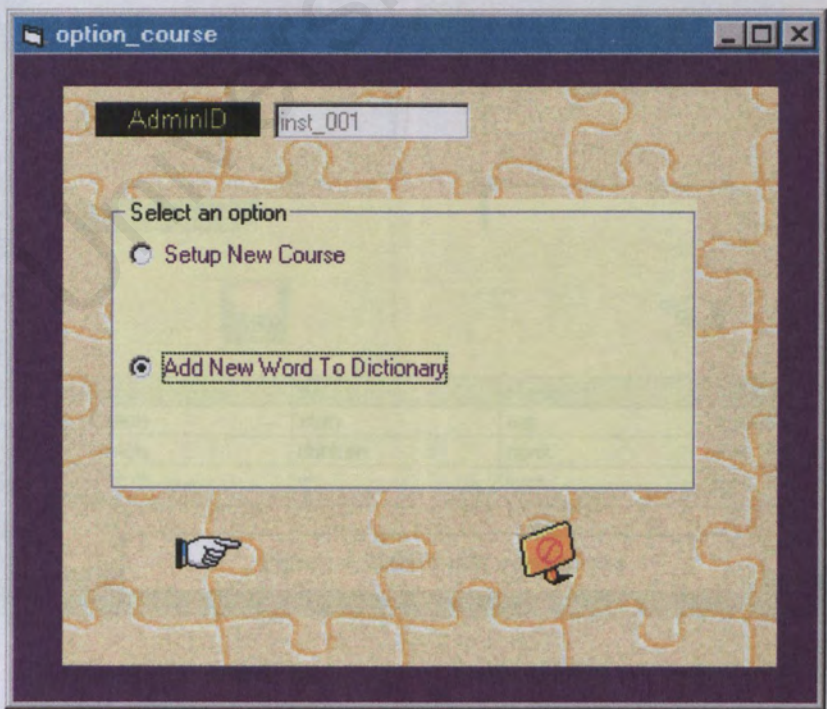 option_course
AdminID inst_001
Select an option
Setup New Course
Add New Word To Dictionary